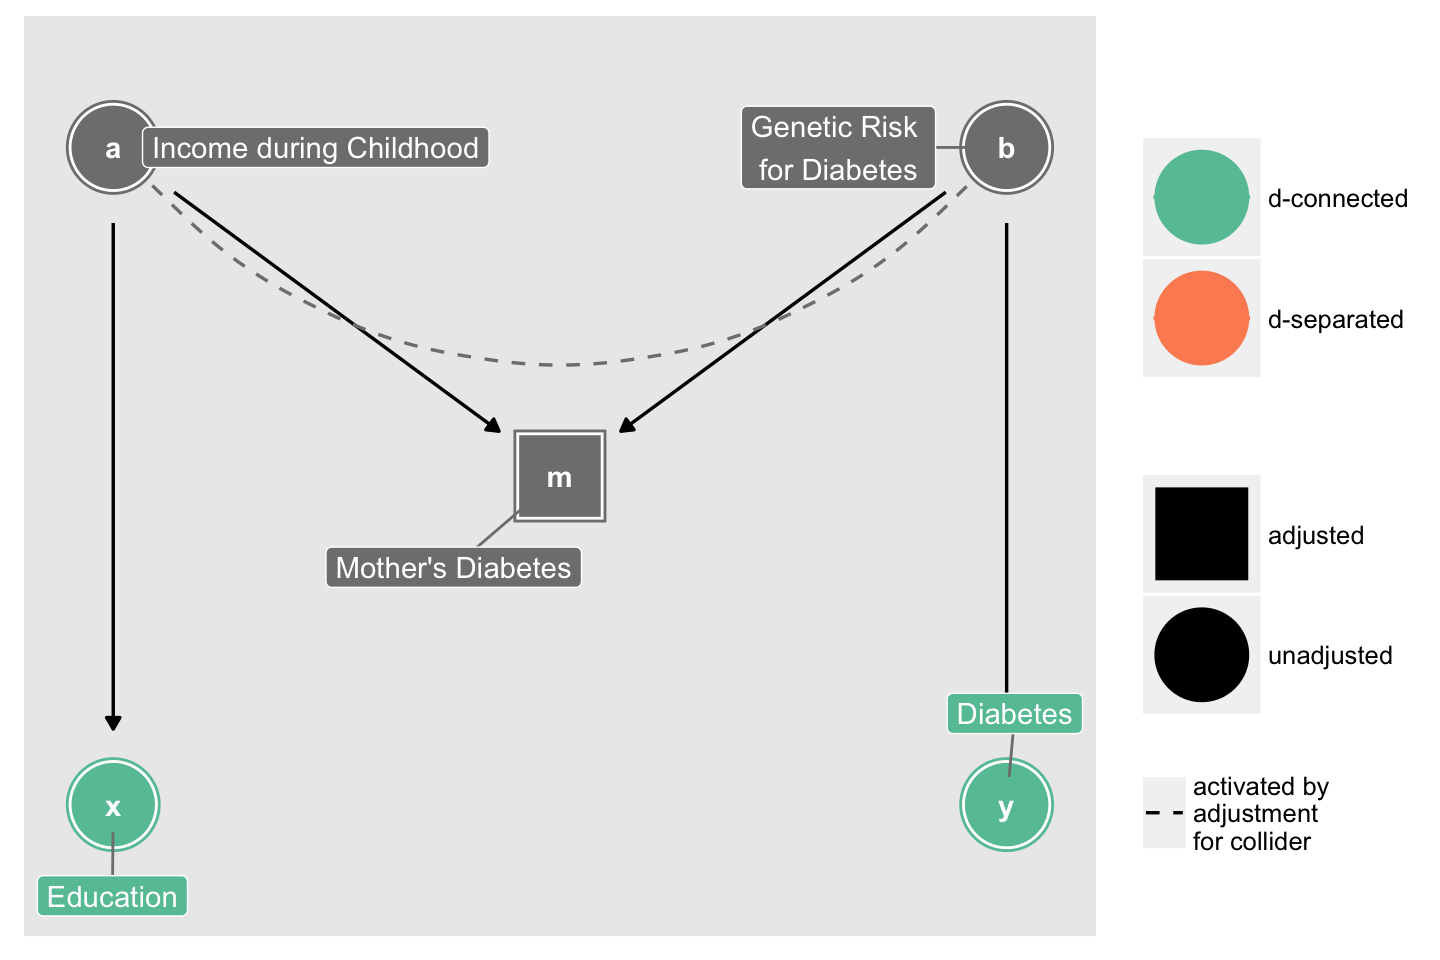 a
Income during Childhood
Genetic Risk
for Diabetes
b
m
Mother's Diabetes
Diabetes
x
y
Education
d-connected
d-separated
adjusted
unadjusted
activated by
adjustment
for collider